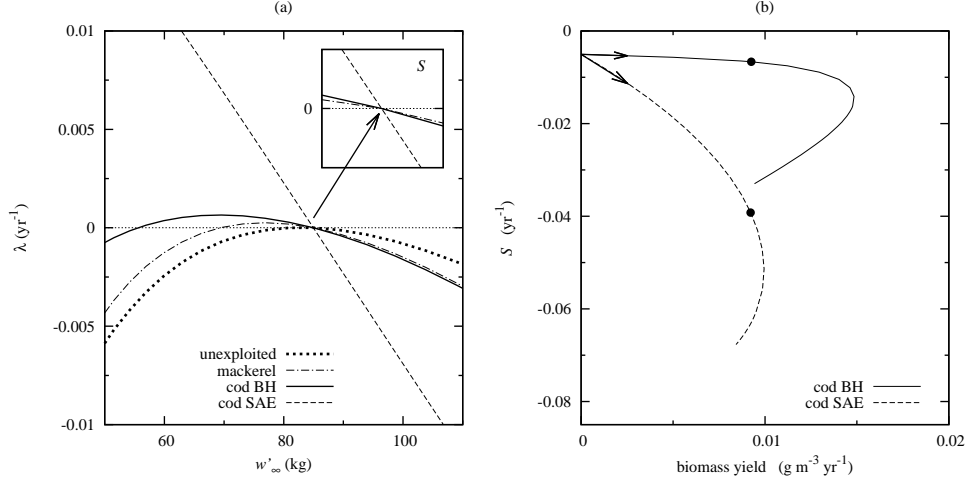 (a)
0.01
0.005
0
-0.005
-0.01
λ (yr⁻¹)
S
0
unexploited
mackerel
cod BH
cod SAE
60
80
100
w'∞ (kg)
(b)
0
-0.02
-0.04
-0.06
-0.08
S (yr⁻¹)
cod BH
cod SAE
0
0.01
0.02
biomass yield (g m⁻³ yr⁻¹)